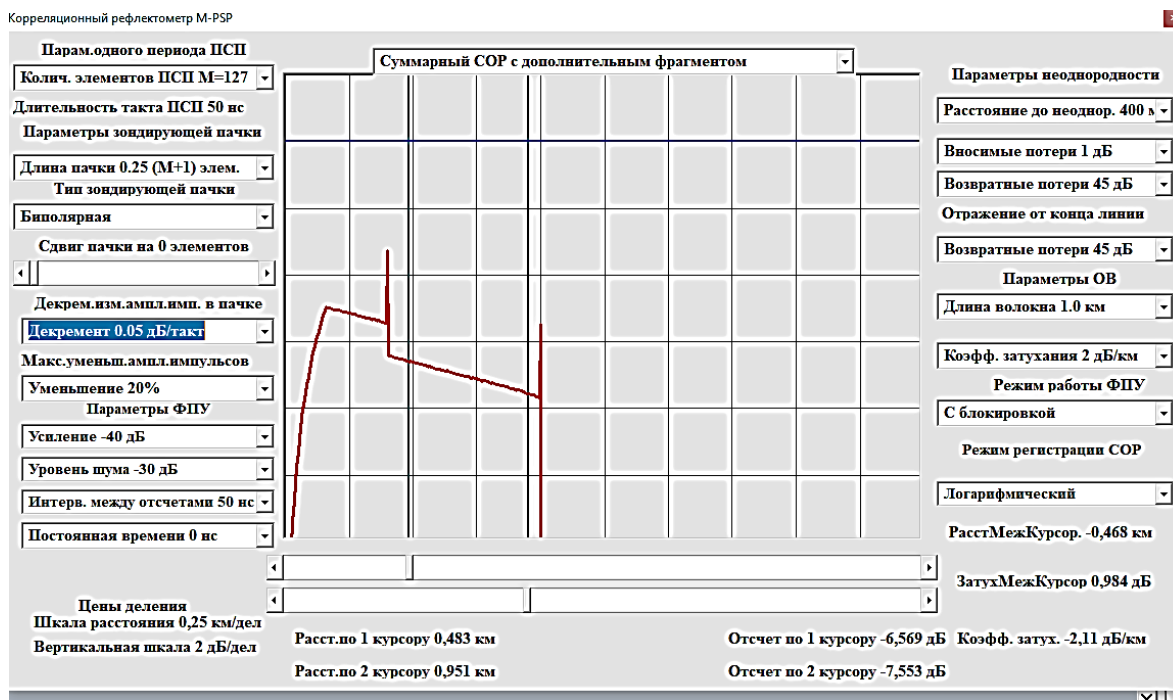 Корреляционный рефлектометр M-PSP
Парам.одного периода ПСП
Колич. элементов ПСП М=127
Длительность такта ПСП 50 нс
Параметры зондирующей пачки
Длина пачки 0.25 (М+1) элем.
Тип зондирующей пачки
Биполярная
Сдвиг пачки на 0 элементов
Декрем.изм.ампл.имп. в пачке
Декремент 0.05 дБ/такт
Макс.уменьш.ампл.импульсов
Уменьшение 20%
Параметры ФПУ
Усиление -40 дБ
Уровень шума -30 дБ
Интерв. между отсчетами 50 нс
Постоянная времени 0 нс
Цены деления
Шкала расстояния 0,25 км/дел
Вертикальная шкала 2 дБ/дел
Суммарный СОР с дополнительным фрагментом
Расст.по 1 курсору 0,483 км
Расст.по 2 курсору 0,951 км
Отсчет по 1 курсору -6,569 дБ
Отсчет по 2 курсору -7,553 дБ
Параметры неоднородности
Расстояние до неоднор. 400 м
Вносимые потери 1 дБ
Возвратные потери 45 дБ
Отражение от конца линии
Возвратные потери 45 дБ
Параметры ОВ
Длина волокна 1.0 км
Коэфф. затухания 2 дБ/км
Режим работы ФПУ
С блокировкой
Режим регистрации СОР
Логарифмический
РасстМежКурсор. -0,468 км
ЗатухМежКурсор 0,984 дБ
Коэфф. затух. -2,11 дБ/км